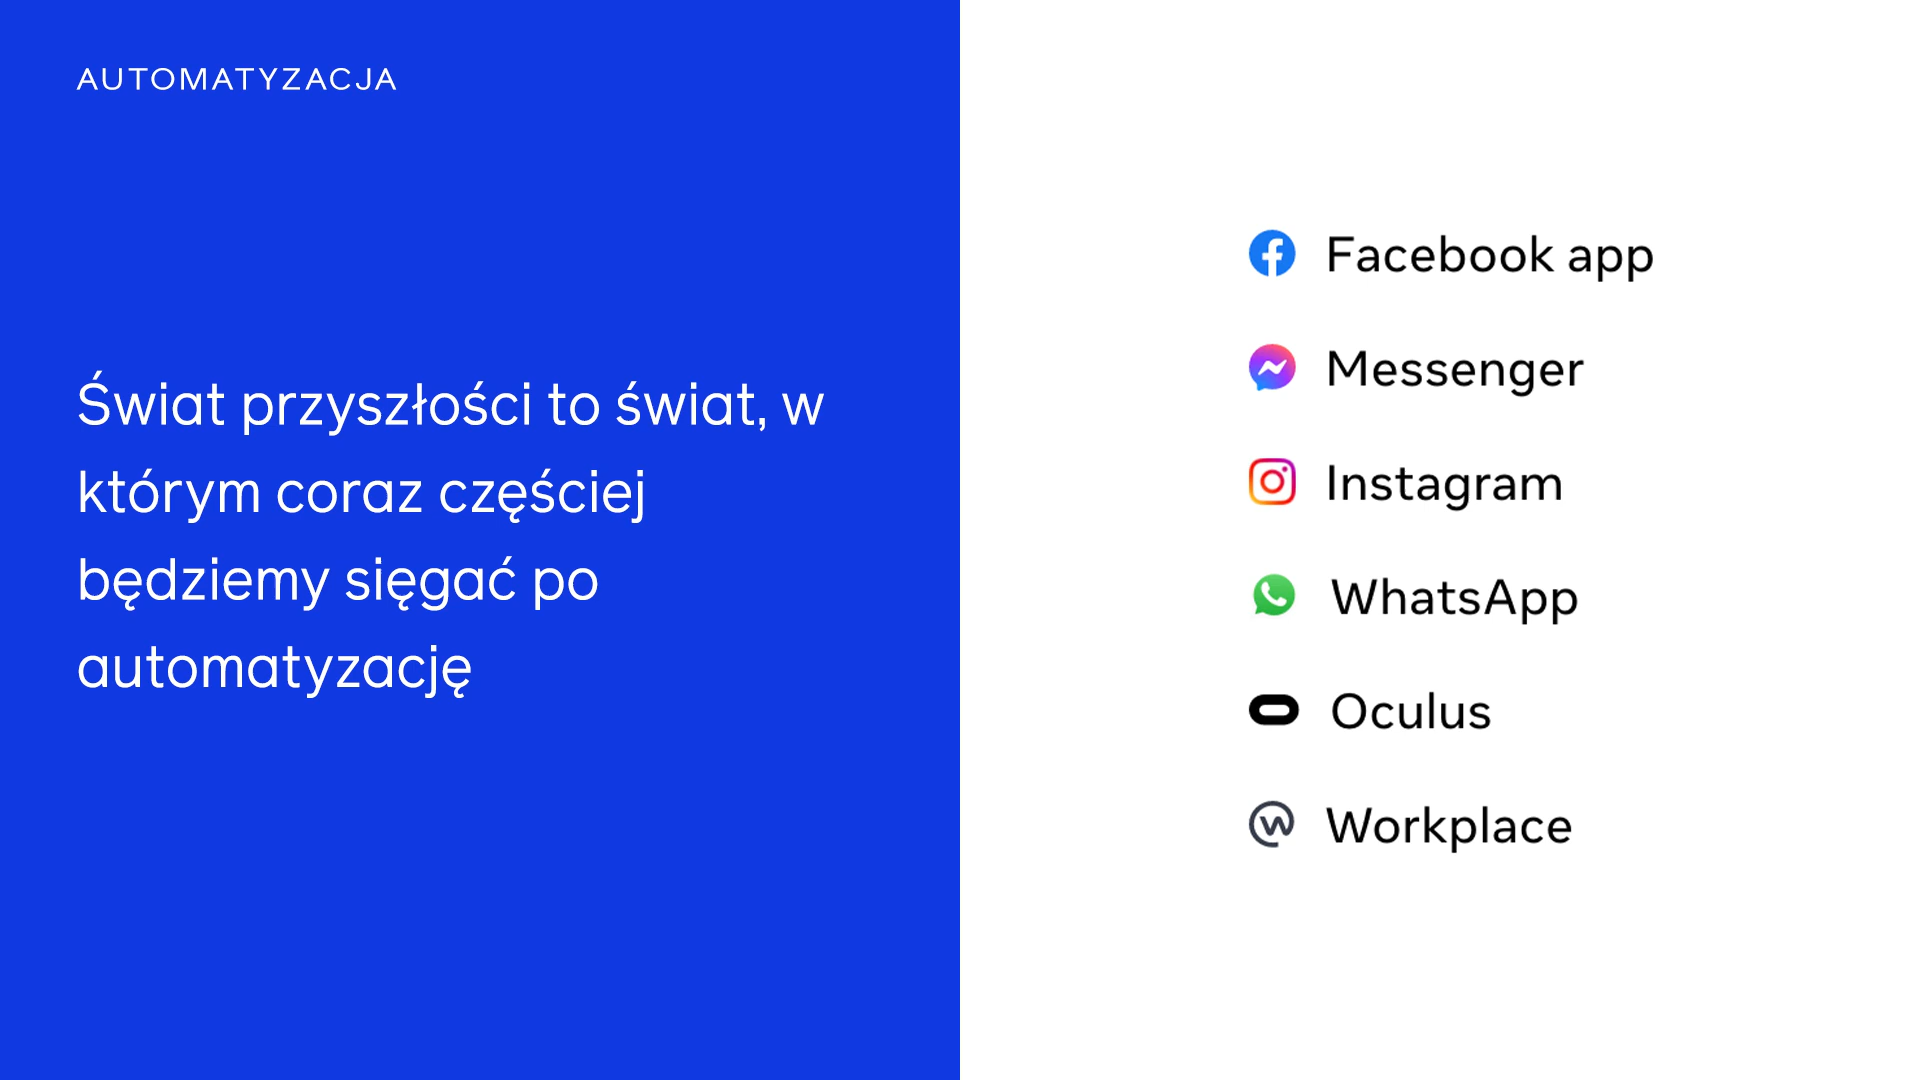 AUTOMATYZACJA
Świat przyszłości to świat, w
którym coraz częściej
będziemy sięgać po
automatyzację
Facebook app
Messenger
Instagram
WhatsApp
Oculus
Workplace